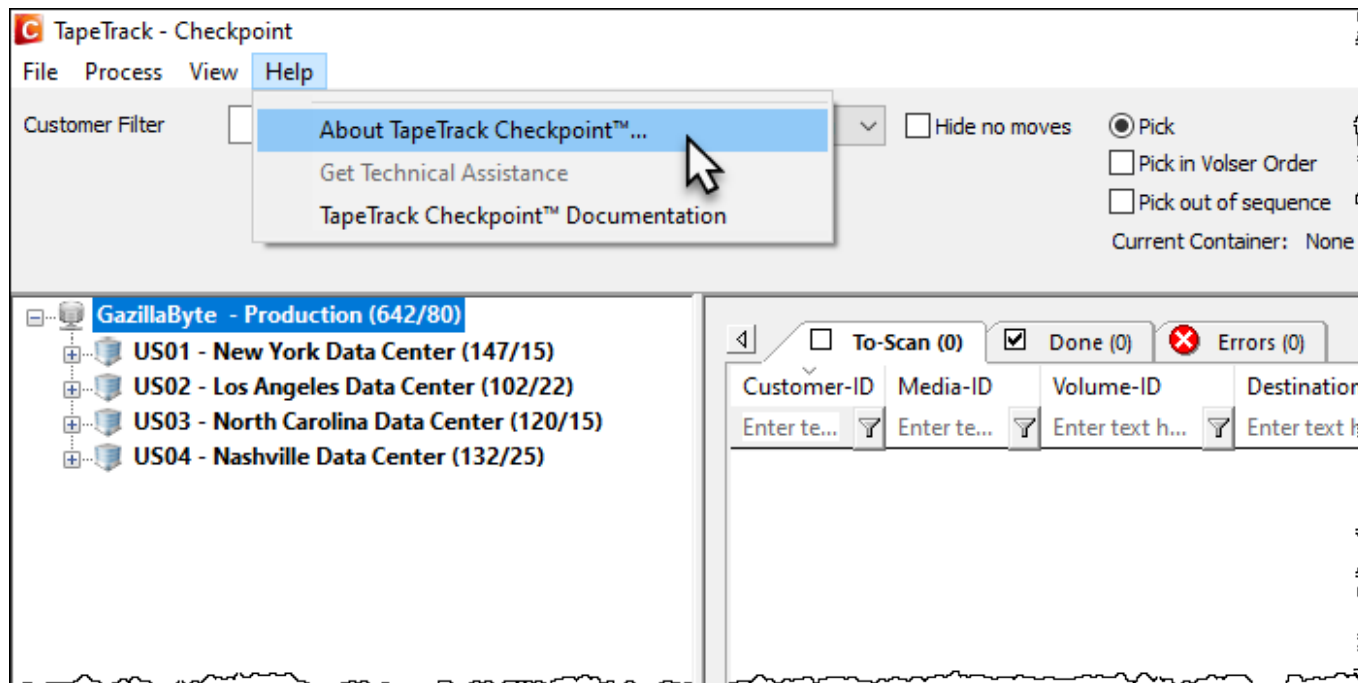 TapeTrack - Checkpoint
File Process View Help
Customer Filter
About TapeTrack Checkpoint™...
Get Technical Assistance
TapeTrack Checkpoint™ Documentation
Hide no moves
Pick
Pick in Volser Order
Pick out of sequence
Current Container: None
GazillaByte - Production (642/80)
US01 - New York Data Center (147/15)
US02 - Los Angeles Data Center (102/22)
US03 - North Carolina Data Center (120/15)
US04 - Nashville Data Center (132/25)
To-Scan (0) Done (0) Errors (0)
Customer-ID Media-ID Volume-ID Destination
Enter te... Enter te... Enter text h... Enter text h